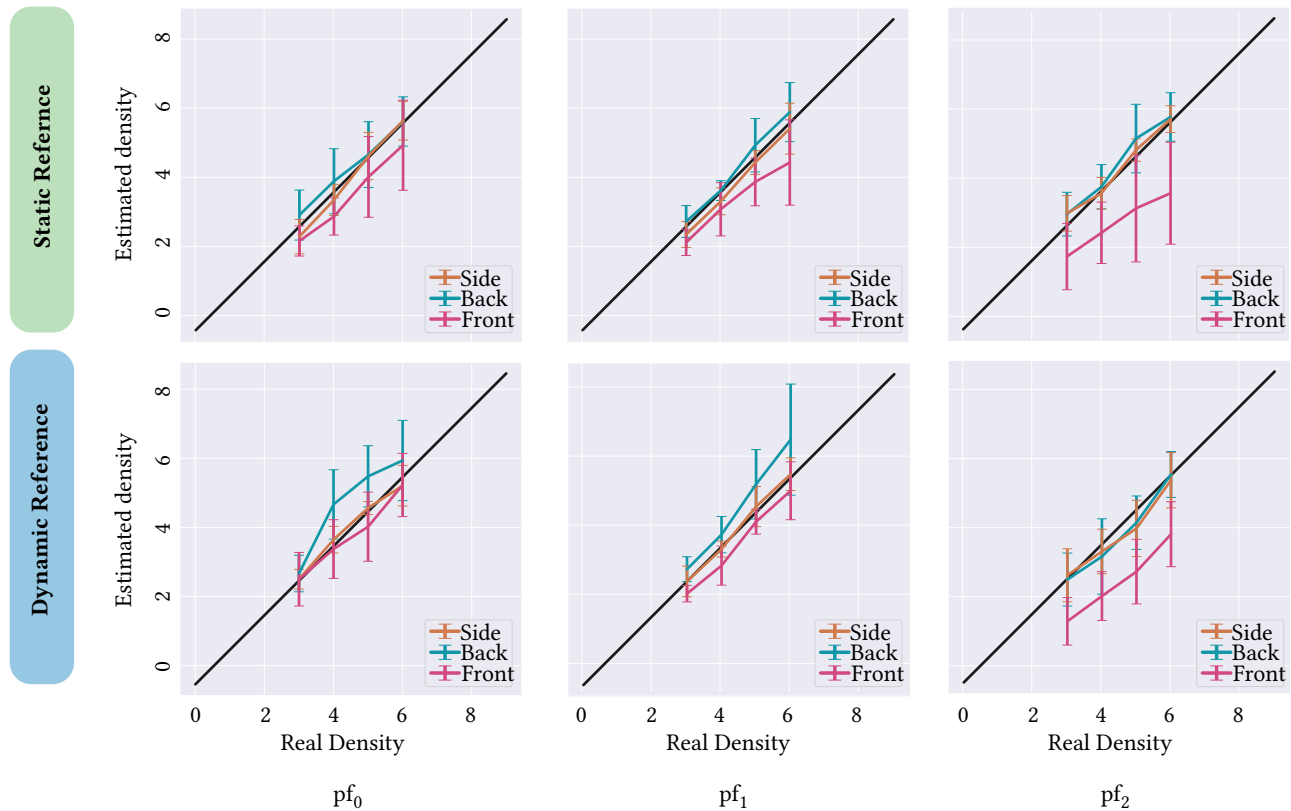 Static Refernce
Estimated density
8
6
4
2
0
Side
Back
Front
Side
Back
Front
Side
Back
Front
Dynamic Reference
Estimated density
8
6
4
2
0
Side
Back
Front
Side
Back
Front
Side
Back
Front
0 2 4 6 8
0 2 4 6 8
0 2 4 6 8
Real Density Real Density Real Density
pf₀ pf₁ pf₂